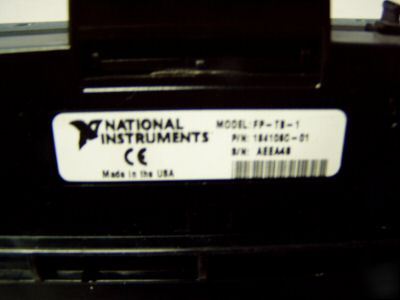 NATIONAL
INSTRUMENTS
CE
Made in the USA
MODEL: FP-TB-1
P/N: 184108C-01
S/N: AEEA48